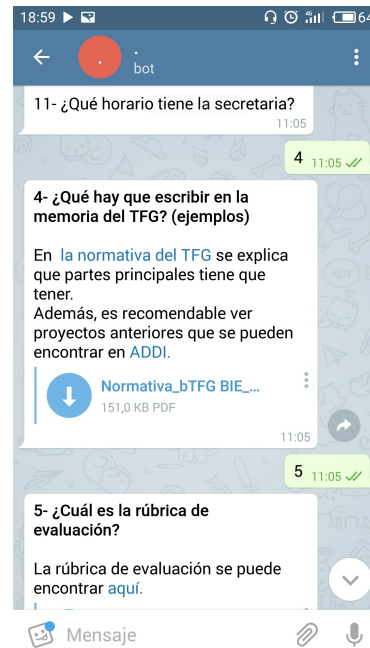 18:59
4G
64
.
.
bot
11- ¿Qué horario tiene la secretaria?
11:05
4 11:05
4- ¿Qué hay que escribir en la
memoria del TFG? (ejemplos)
En la normativa del TFG se explica
que partes principales tiene que
tener.
Además, es recomendable ver
proyectos anteriores que se pueden
encontrar en ADDI.
Normativa_bTFG BIE_...
151,0 KB PDF
11:05
5 11:05
5- ¿Cuál es la rúbrica de
evaluación?
La rúbrica de evaluación se puede
encontrar aquí.
Mensaje